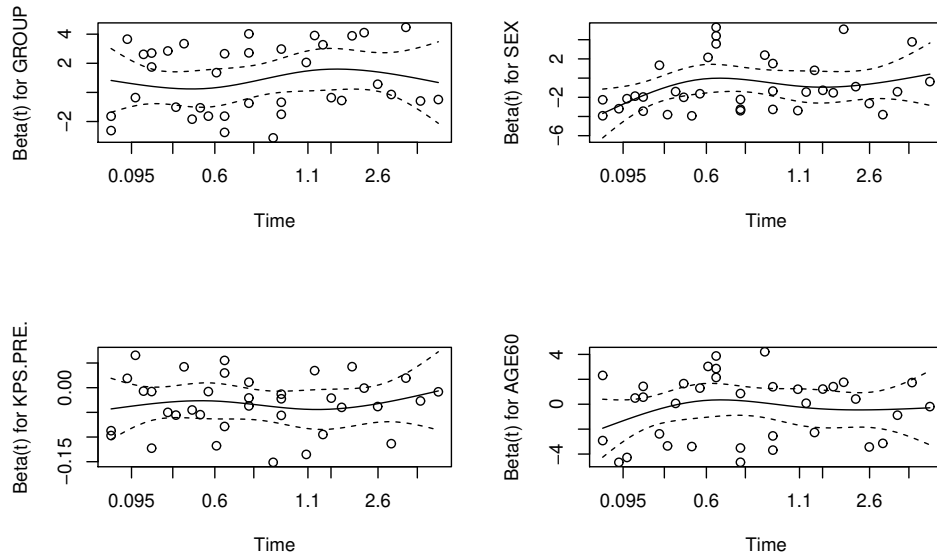 Beta(t) for GROUP
4
2
−2
0.095 0.6 1.1 2.6
Time
Beta(t) for SEX
2
−2
−6
0.095 0.6 1.1 2.6
Time
Beta(t) for KPS.PRE.
0.00
−0.15
0.095 0.6 1.1 2.6
Time
Beta(t) for AGE60
4
0
−4
0.095 0.6 1.1 2.6
Time